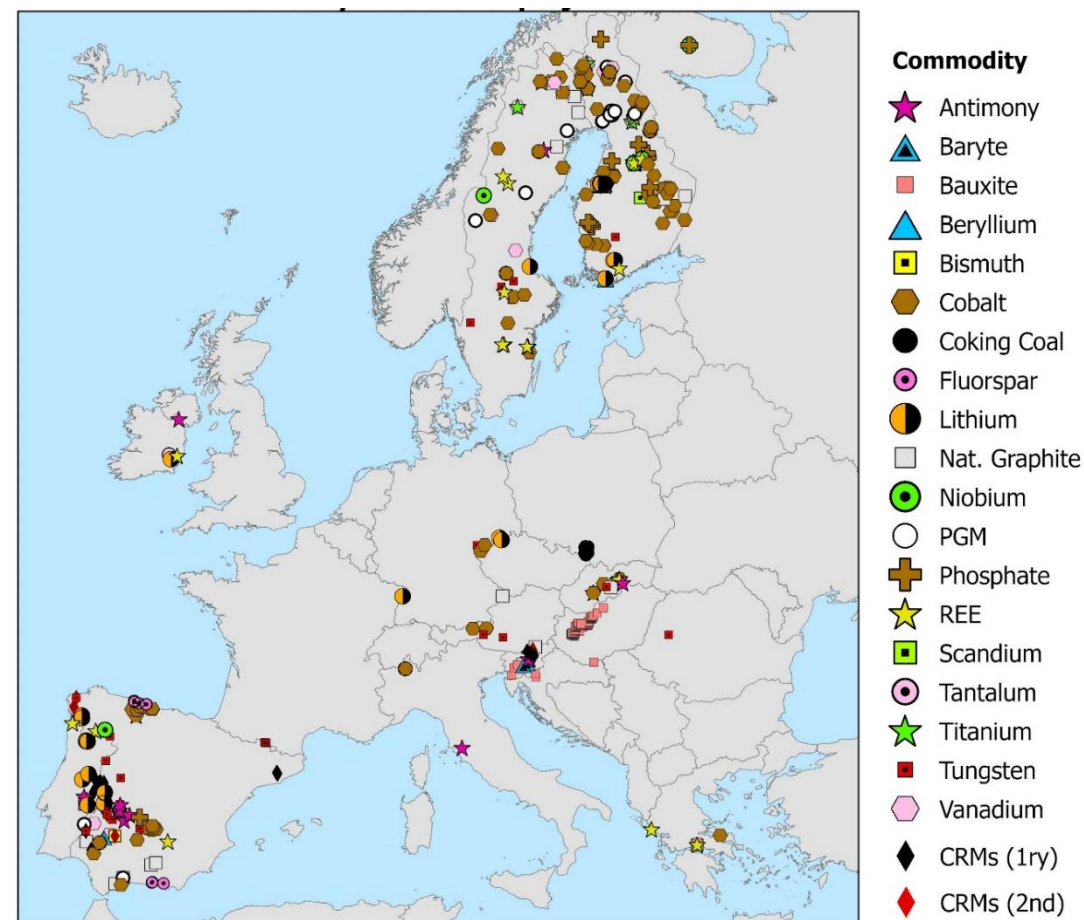 Commodity
Antimony
Baryte
Bauxite
Beryllium
Bismuth
Cobalt
Coking Coal
Fluorspar
Lithium
Nat. Graphite
Niobium
PGM
Phosphate
REE
Scandium
Tantalum
Titanium
Tungsten
Vanadium
CRMs (1ry)
CRMs (2nd)